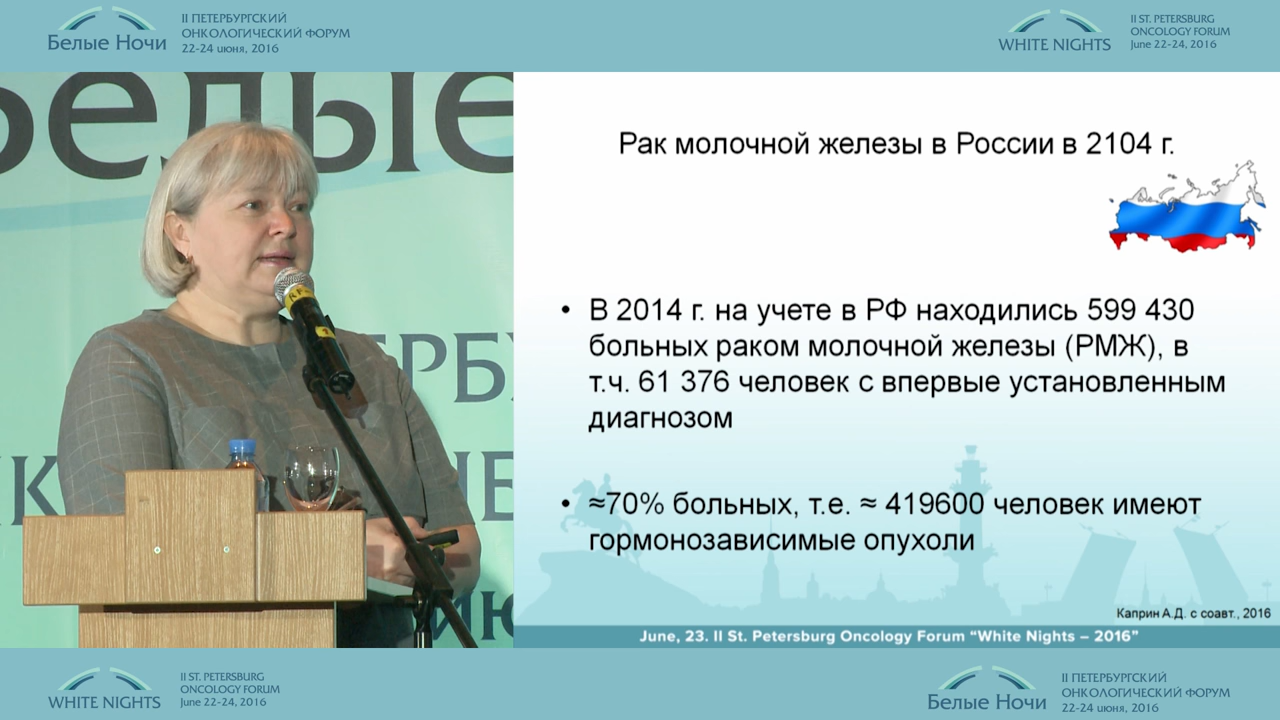 II ПЕТЕРБУРГСКИЙ
ОНКОЛОГИЧЕСКИЙ ФОРУМ
22-24 июня, 2016
Белые Ночи
II ST. PETERSBURG
ONCOLOGY FORUM
June 22-24, 2016
WHITE NIGHTS
Белые
Рак молочной железы в России в 2104 г.
• В 2014 г. на учете в РФ находились 599 430
больных раком молочной железы (РМЖ), в
т.ч. 61 376 человек с впервые установленным
диагнозом
• ≈70% больных, т.е. ≈ 419600 человек имеют
гормонозависимые опухоли
Каприн А.Д. с соавт., 2016
June, 23. II St. Petersburg Oncology Forum “White Nights – 2016”
WHITE NIGHTS
II ST. PETERSBURG
ONCOLOGY FORUM
June 22-24, 2016
Белые Ночи
II ПЕТЕРБУРГСКИЙ
ОНКОЛОГИЧЕСКИЙ ФОРУМ
22-24 июня, 2016